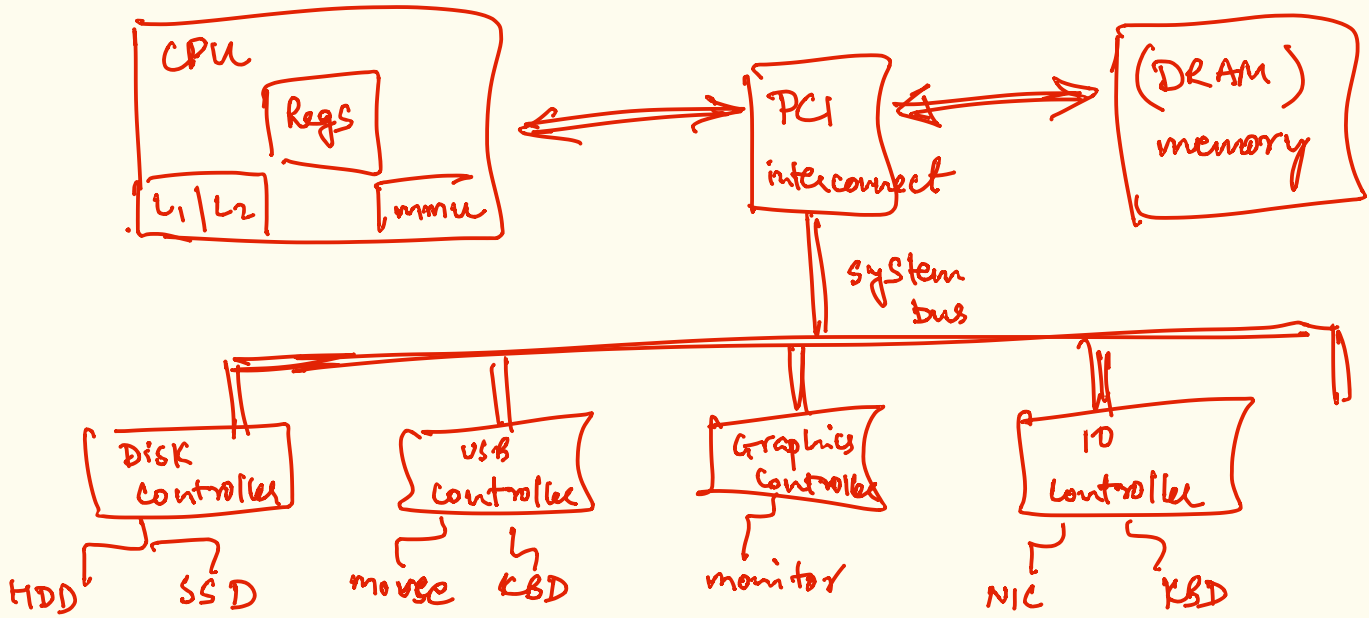 CPU
Regs
L1/L2
mmu
PCI
interconnect
(DRAM)
memory
system
bus
Disk
controller
USB
controller
Graphics
controller
IO
controller
HDD
SSD
mouse
KBD
monitor
NIC
KBD